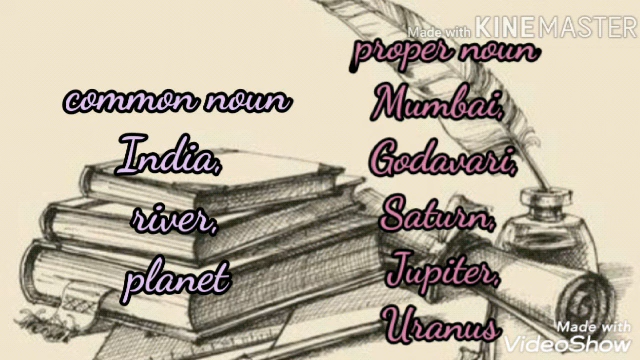 Made with KINEMASTER
common noun
India,
river,
planet
proper noun
Mumbai,
Godavari,
Saturn,
Jupiter,
Uranus
Made with
VideoShow